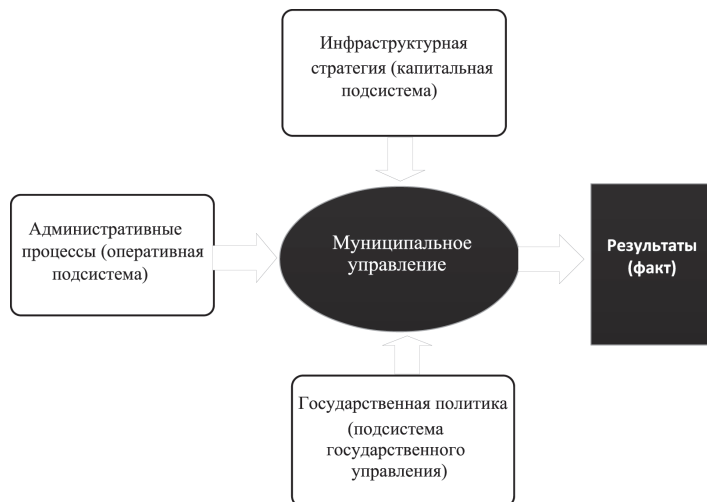 Инфраструктурная
стратегия (капитальная
подсистема)
Административные
процессы (оперативная
подсистема)
Муниципальное
управление
Результаты
(факт)
Государственная политика
(подсистема
государственного
управления)